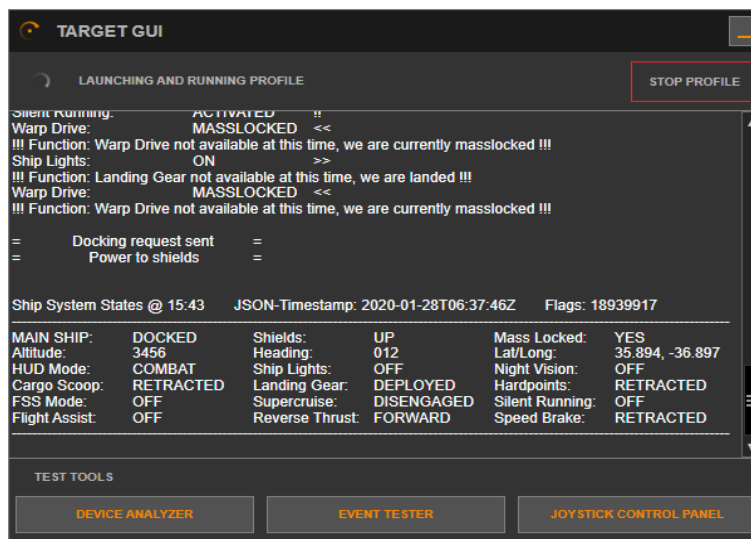 TARGET GUI
LAUNCHING AND RUNNING PROFILE
STOP PROFILE
Silent Running: ACTIVATED !!
Warp Drive: MASSLOCKED <<
!!! Function: Warp Drive not available at this time, we are currently masslocked !!!
Ship Lights: ON >>
!!! Function: Landing Gear not available at this time, we are landed !!!
Warp Drive: MASSLOCKED <<
!!! Function: Warp Drive not available at this time, we are currently masslocked !!!
= Docking request sent =
= Power to shields =
Ship System States @ 15:43 JSON-Timestamp: 2020-01-28T06:37:46Z Flags: 18939917
MAIN SHIP: DOCKED Shields: UP Mass Locked: YES
Altitude: 3456 Heading: 012 Lat/Long: 35.894, -36.897
HUD Mode: COMBAT Ship Lights: OFF Night Vision: OFF
Cargo Scoop: RETRACTED Landing Gear: DEPLOYED Hardpoints: RETRACTED
FSS Mode: OFF Supercruise: DISENGAGED Silent Running: OFF
Flight Assist: OFF Reverse Thrust: FORWARD Speed Brake: RETRACTED
TEST TOOLS
DEVICE ANALYZER EVENT TESTER JOYSTICK CONTROL PANEL